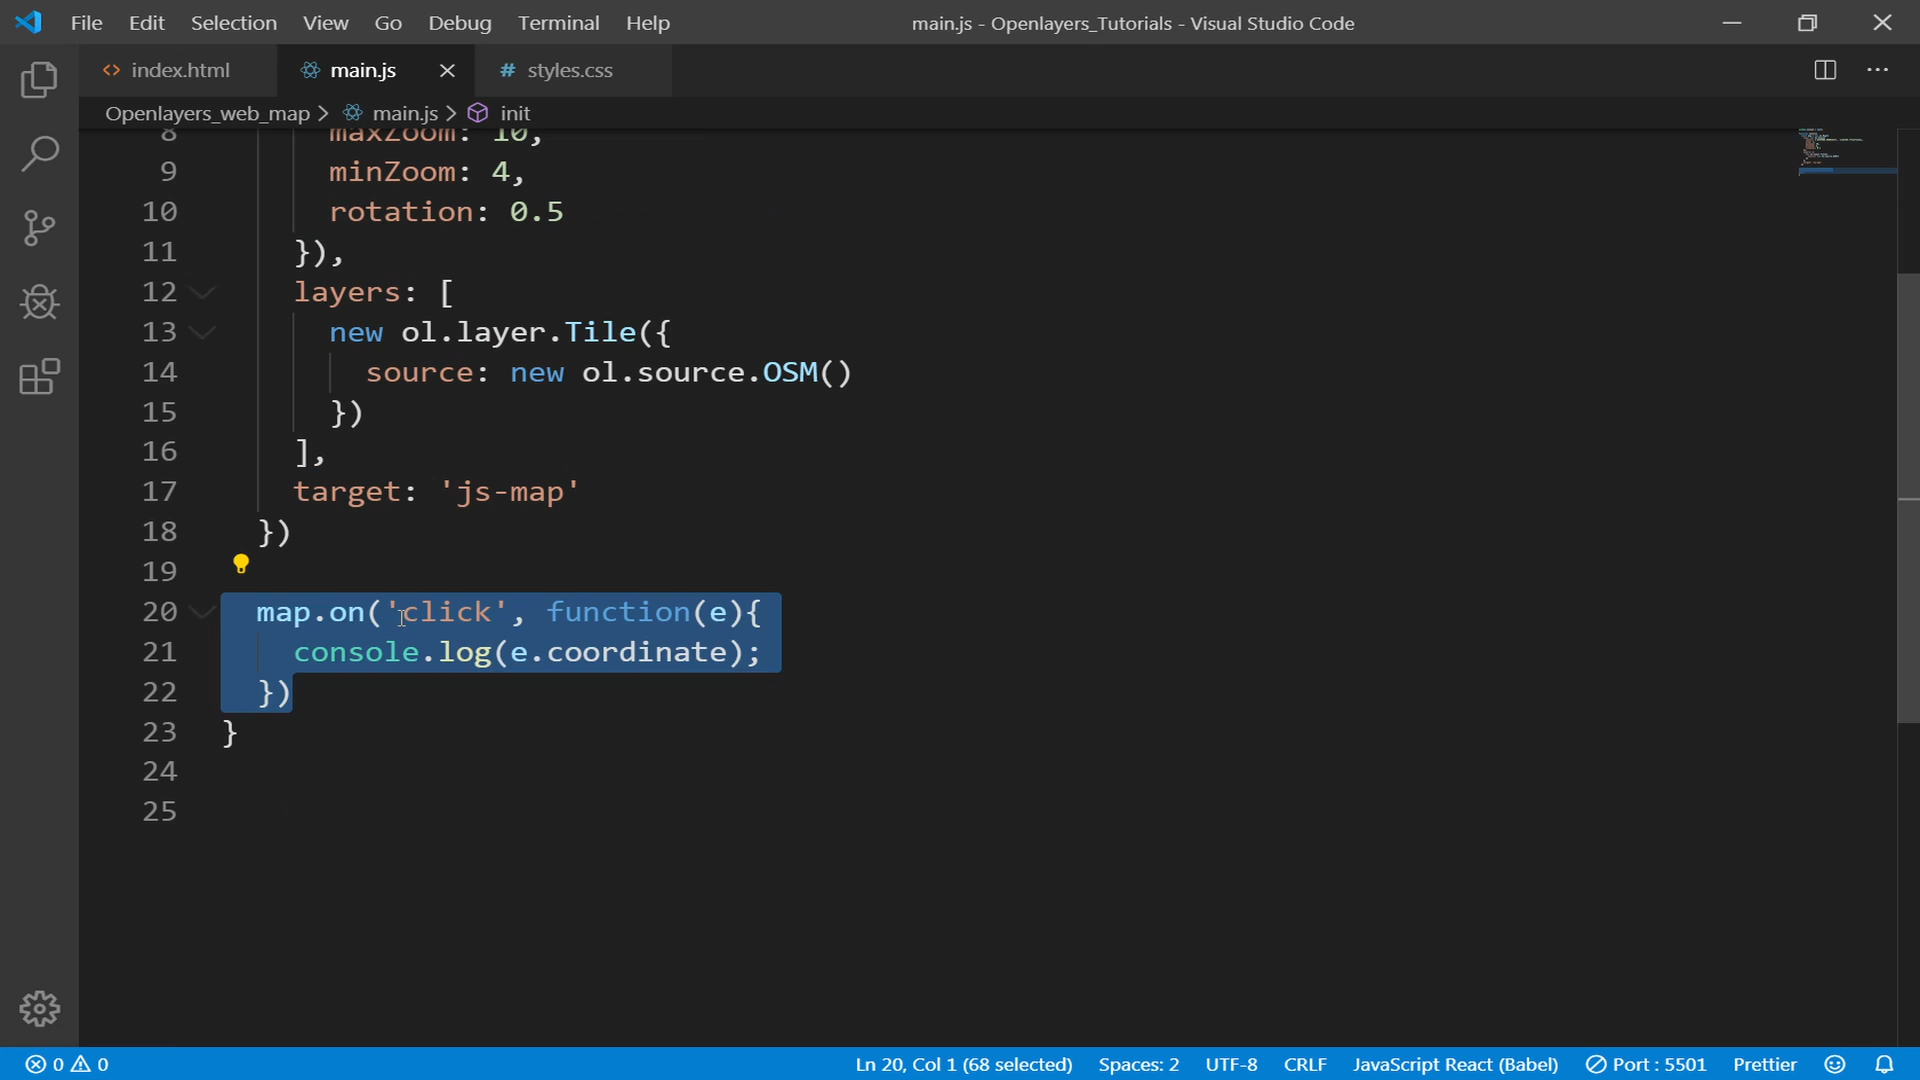 File Edit Selection View Go Debug Terminal Help main.js - Openlayers_Tutorials - Visual Studio Code
<> index.html main.js # styles.css
Openlayers_web_map > main.js > init
8 maxZoom: 10,
9 minZoom: 4,
10 rotation: 0.5
11 }),
12 layers: [
13 new ol.layer.Tile({
14 source: new ol.source.OSM()
15 })
16 ],
17 target: 'js-map'
18 })
19
20 map.on('click', function(e){
21 console.log(e.coordinate);
22 })
23 }
24
25
0 0 Ln 20, Col 1 (68 selected) Spaces: 2 UTF-8 CRLF JavaScript React (Babel) Port : 5501 Prettier